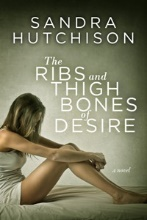 SANDRA
HUTCHISON
The
RIBS and
THIGH
BONES
of
DESIRE
a novel